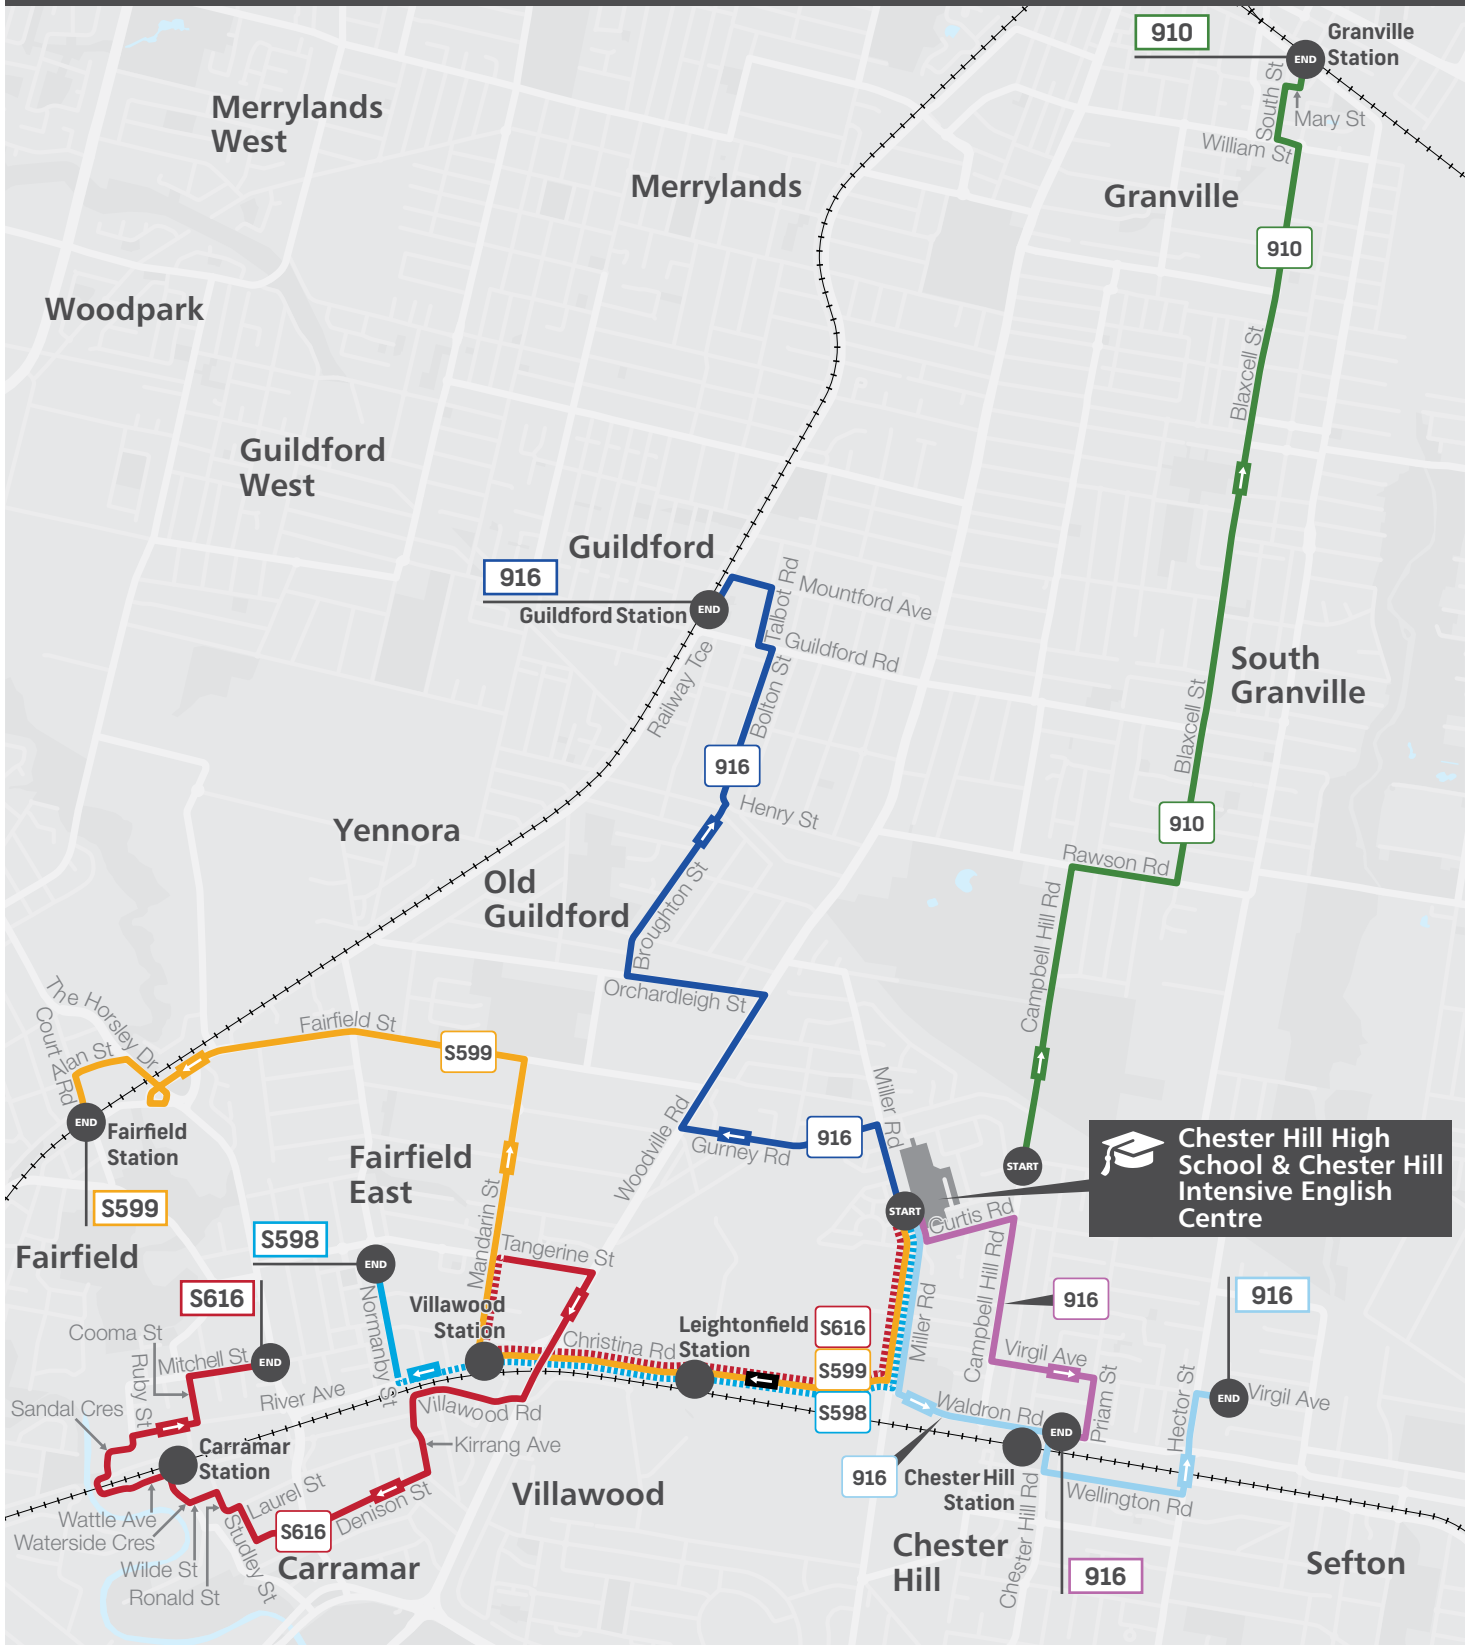 910
Granville
Station
END
South St
Mary St
William St
Merrylands
West
Merrylands
Granville
910
Woodpark
Blaxcell St
Guildford
West
Guildford
916
Guildford Station
END
Talbot Rd
Mountford Ave
Guildford Rd
Railway Tce
Bolton St
South
Granville
Blaxcell St
916
Henry St
910
Yennora
Rawson Rd
Old
Guildford
Broughton St
Campbell Hill Rd
Orchardleigh St
The Horsley Dr
Court Rd
Alan St
Fairfield St
S599
END
Fairfield
Station
Miller Rd
Woodville Rd
Gurney Rd
916
START
Chester Hill High
School & Chester Hill
Intensive English
Centre
Fairfield
East
S599
Fairfield
Mandarin St
START
Curtis Rd
S598
END
Tangerine St
Campbell Hill Rd
S616
Normanby St
Villawood
Station
Christina Rd
Leightonfield
Station
S616
S599
S598
Miller Rd
916
916
Cooma St
Mitchell St
END
Ruby St
River Ave
Virgil Ave
Priam St
Hector St
END
Virgil Ave
Sandal Cres
Villawood Rd
Kirrang Ave
Waldron Rd
END
Carramar
Station
916
Chester Hill
Station
Wellington Rd
Chester Hill Rd
Villawood
Laurel St
Denison St
S616
Wattle Ave
Waterside Cres
Wilde St
Ronald St
Studley St
Carramar
Chester
Hill
916
Sefton